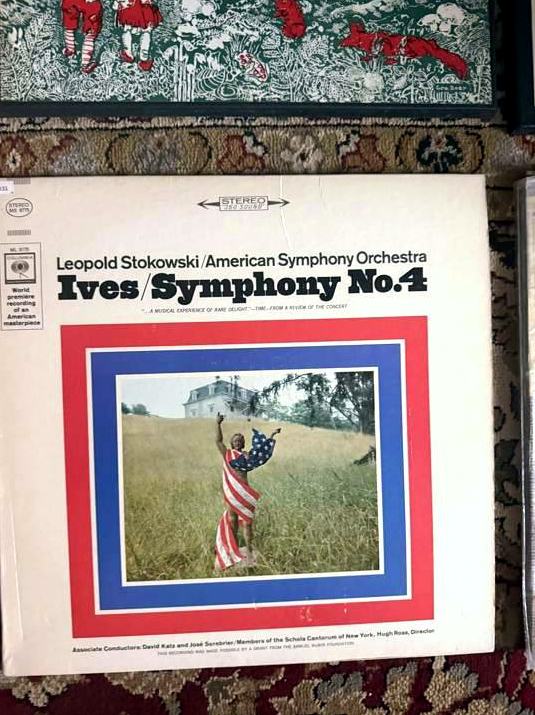 STEREO
"360 SOUND"
STEREO
MS 6775
ML 6175
COLUMBIA
World
premiere
recording
of an
American
masterpiece
Leopold Stokowski/American Symphony Orchestra
Ives/Symphony No.4
"...A MUSICAL EXPERIENCE OF RARE DELIGHT."—TIME—FROM A REVIEW OF THE CONCERT
Associate Conductors: David Katz and José Serebrier/Members of the Schola Cantorum of New York, Hugh Ross, Director
THIS RECORDING WAS MADE POSSIBLE BY A GRANT FROM THE SAMUEL RUBIN FOUNDATION